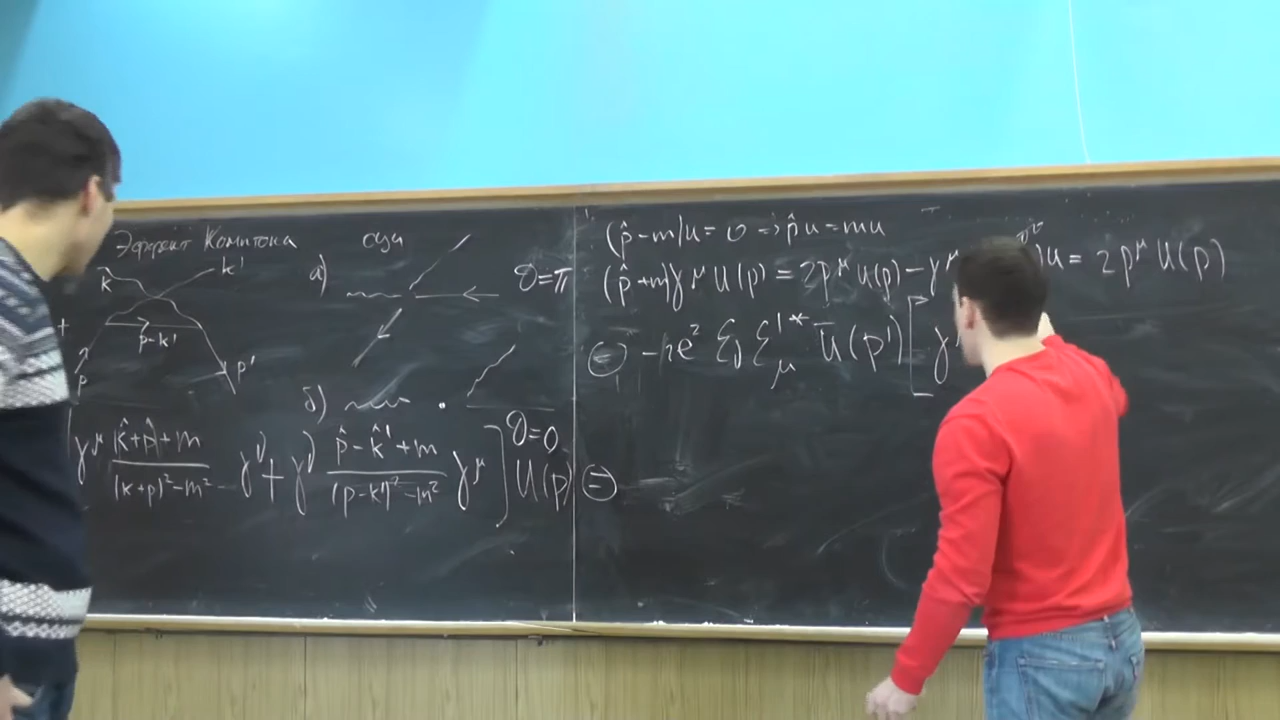 Эффект Комптона
k
k'
+
p-k'
p
p'
сци
а)
θ=π
б)
θ=0
γ^μ (k̂+p̂+m)/((k+p)²-m²) γ^ν + γ^ν (p̂-k̂'+m)/((p-k')²-m²) γ^μ ] u(p) ⊜
(p̂-m)u=0 ⇒ p̂u=mu
(p̂+m)γ^μ u(p) = 2p^μ u(p) - γ^μ )u = 2p^μ u(p)
⊜ -ie² ε_ν ε'*_μ ū(p') [ γ